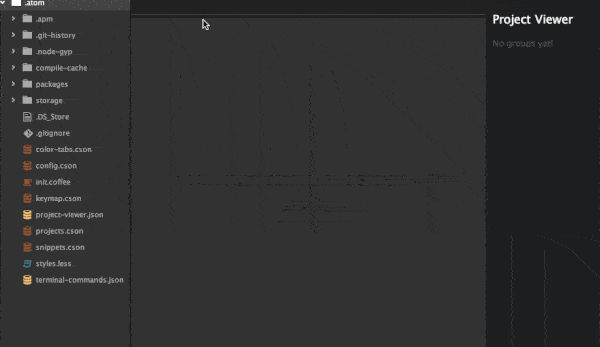 .atom
.apm
.git-history
.node-gyp
compile-cache
packages
storage
.DS_Store
.gitignore
color-tabs.cson
config.cson
init.coffee
keymap.cson
project-viewer.json
projects.cson
snippets.cson
styles.less
terminal-commands.json
Project Viewer
No groups yet!